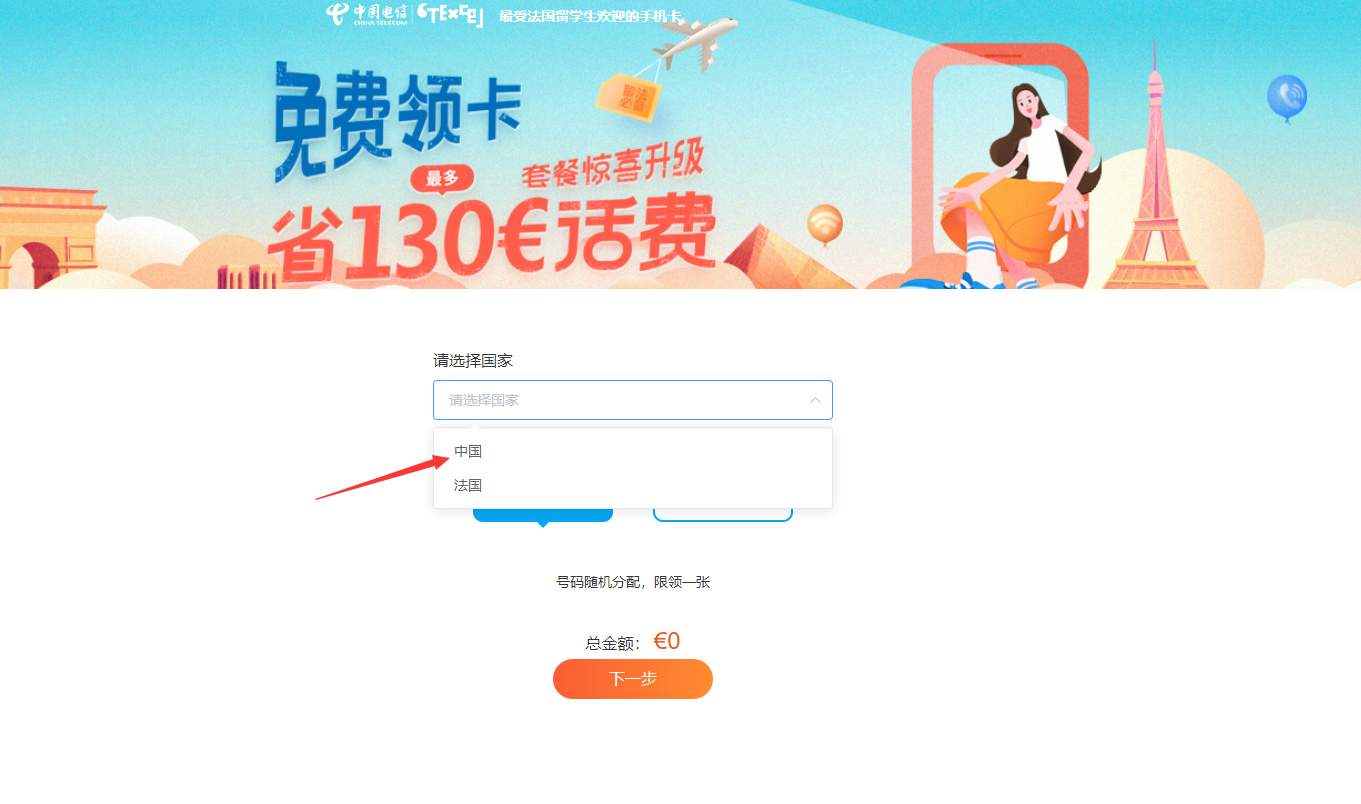 中国电信 CTExcel 最受法国留学生欢迎的手机卡
CHINA TELECOM
留法
必备
免费领卡
最多
套餐惊喜升级
省130€话费
请选择国家
请选择国家
中国
法国
号码随机分配，限领一张
总金额： €0
下一步